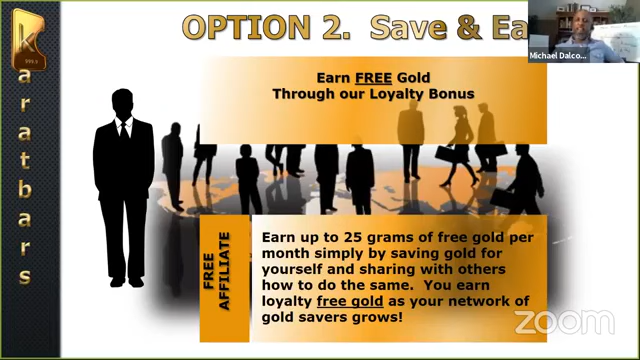 OPTION 2. Save & Ea
Michael Dalco...
K
a
r
a
t
b
a
r
s
999.9
Earn FREE Gold
Through our Loyalty Bonus
FREE
AFFILIATE
Earn up to 25 grams of free gold per
month simply by saving gold for
yourself and sharing with others
how to do the same. You earn
loyalty free gold as your network of
gold savers grows!
zoom